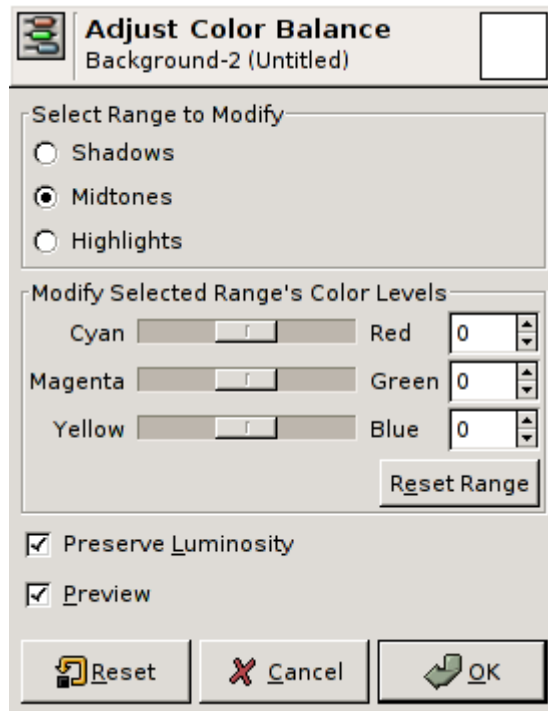 Adjust Color Balance
Background-2 (Untitled)
Select Range to Modify
Shadows
Midtones
Highlights
Modify Selected Range's Color Levels
Cyan Red 0
Magenta Green 0
Yellow Blue 0
Reset Range
Preserve Luminosity
Preview
Reset Cancel OK